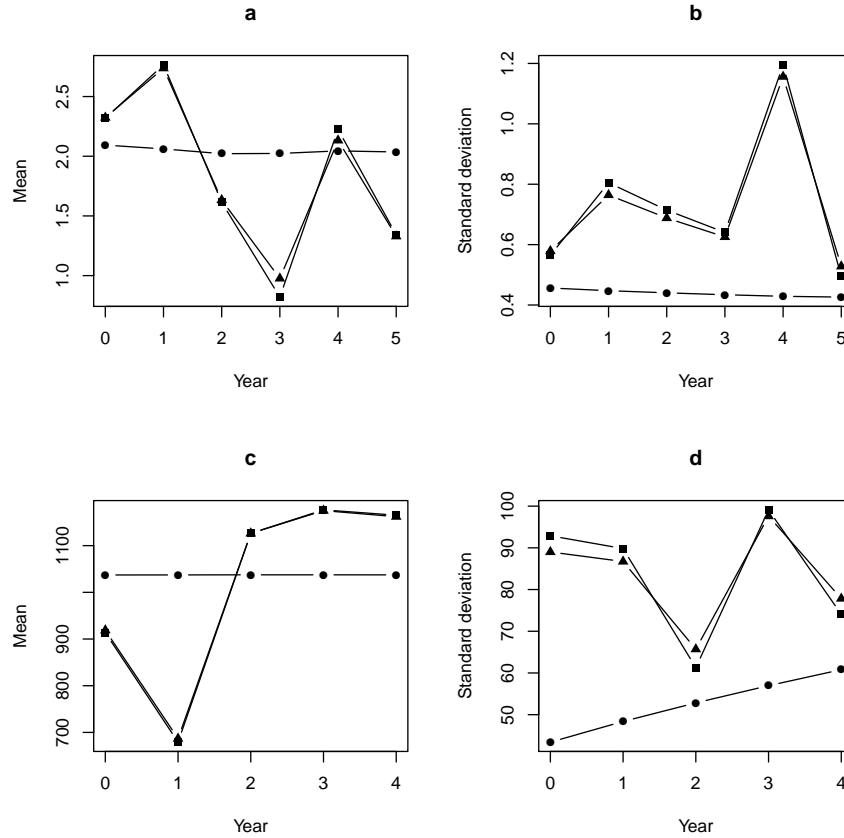 a
b
Mean
1.0 1.5 2.0 2.5
0 1 2 3 4 5
Year
Standard deviation
0.4 0.6 0.8 1.0 1.2
0 1 2 3 4 5
Year
c
d
Mean
700 800 900 1100
0 1 2 3 4
Year
Standard deviation
50 60 70 80 90 100
0 1 2 3 4
Year